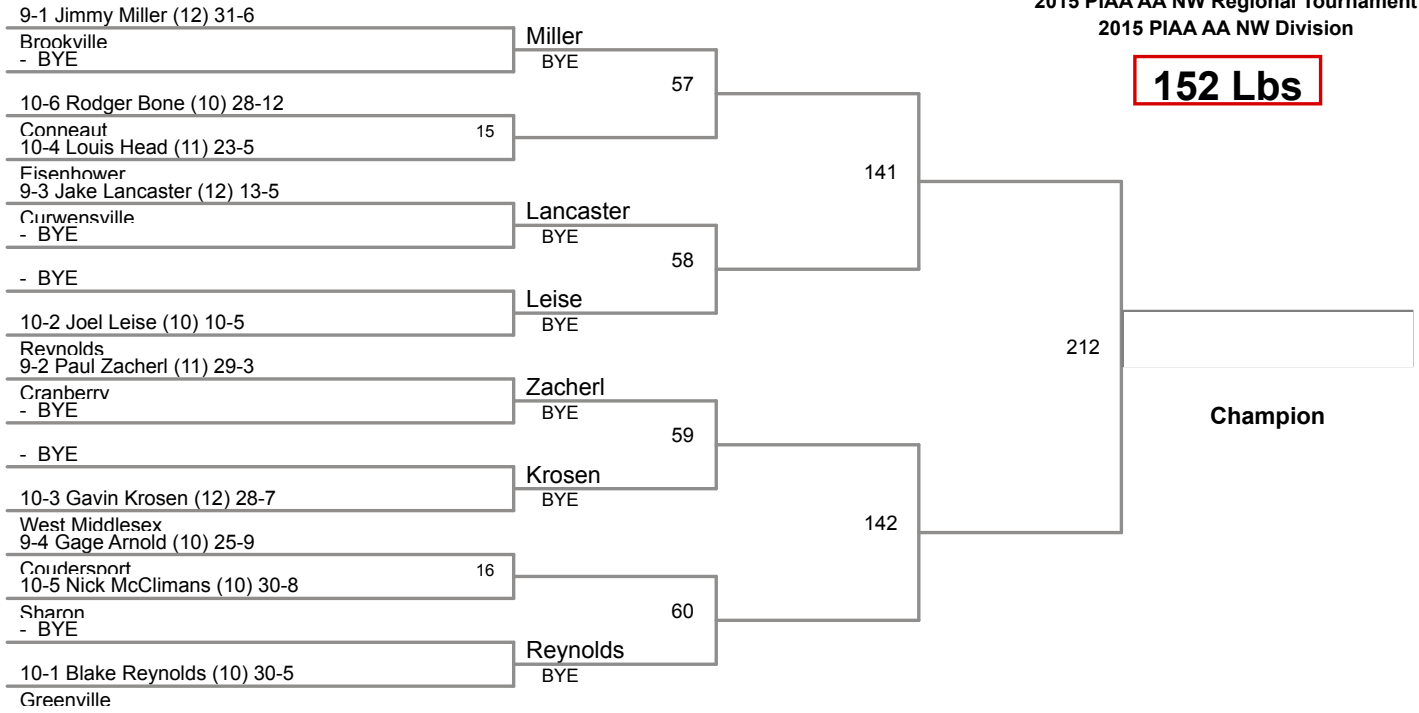 2015 PIAA AA NW Regional Tournament
2015 PIAA AA NW Division
152 Lbs
9-1 Jimmy Miller (12) 31-6
Brookville
- BYE
10-6 Rodger Bone (10) 28-12
Conneaut
10-4 Louis Head (11) 23-5
Eisenhower
9-3 Jake Lancaster (12) 13-5
Curwensville
- BYE
- BYE
10-2 Joel Leise (10) 10-5
Reynolds
9-2 Paul Zacherl (11) 29-3
Cranberry
- BYE
- BYE
10-3 Gavin Krosen (12) 28-7
West Middlesex
9-4 Gage Arnold (10) 25-9
Coudersport
10-5 Nick McClimans (10) 30-8
Sharon
- BYE
10-1 Blake Reynolds (10) 30-5
Greenville
15
16
Miller
BYE
Lancaster
BYE
Leise
BYE
Zacherl
BYE
Krosen
BYE
Reynolds
BYE
57
58
59
60
141
142
212
Champion